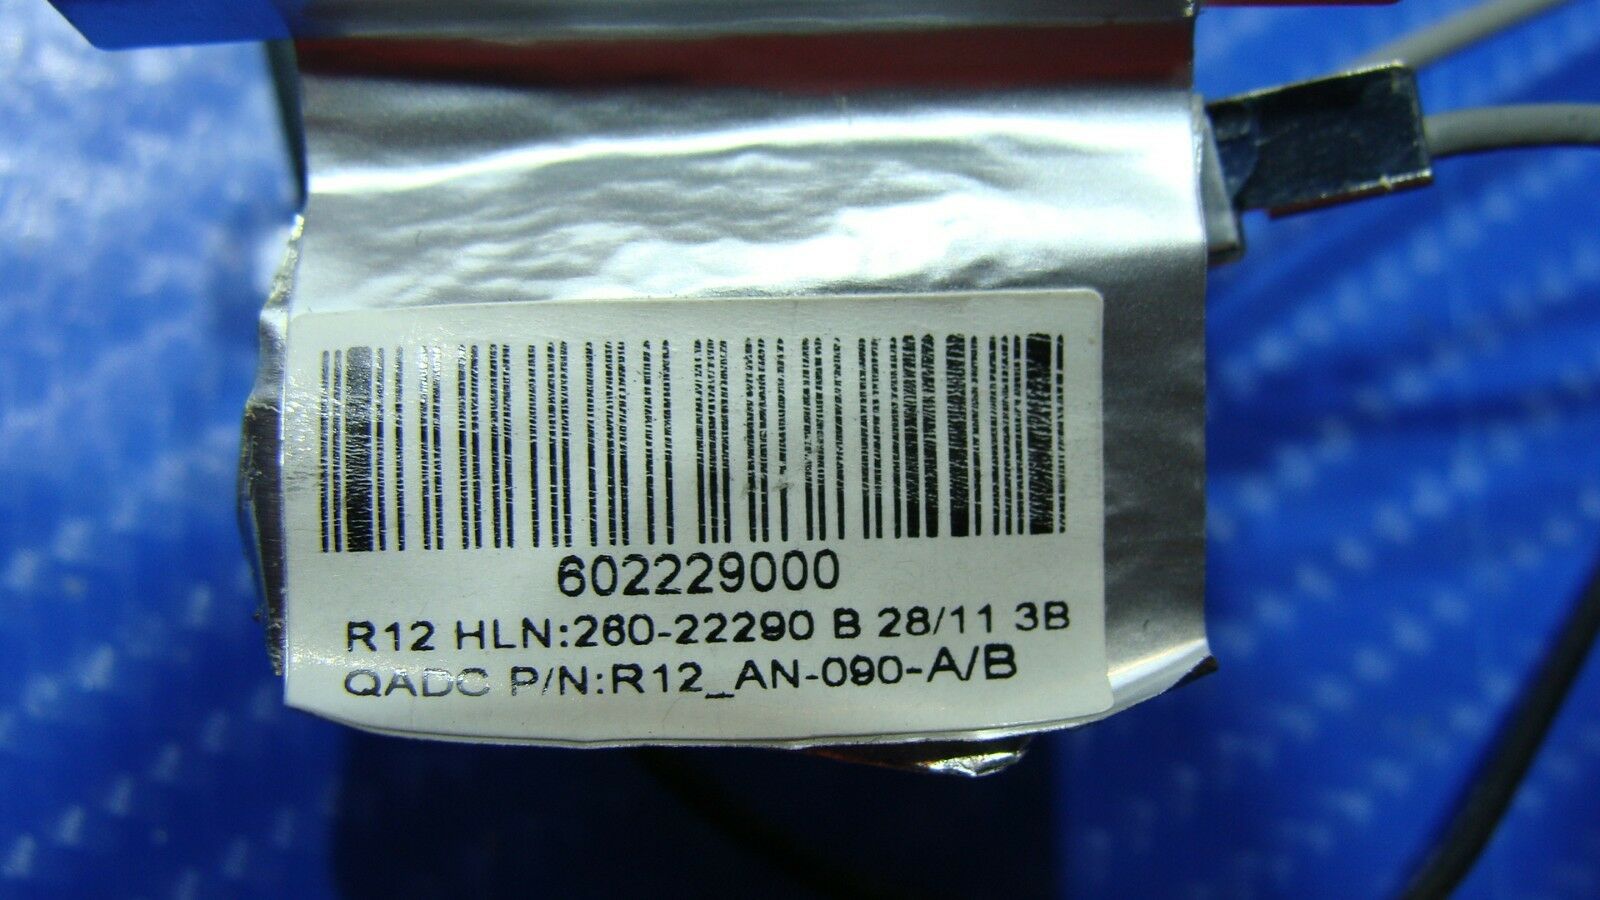 602229000
R12 HLN:260-22290 B 28/11 3B
QADC P/N:R12_AN-090-A/B